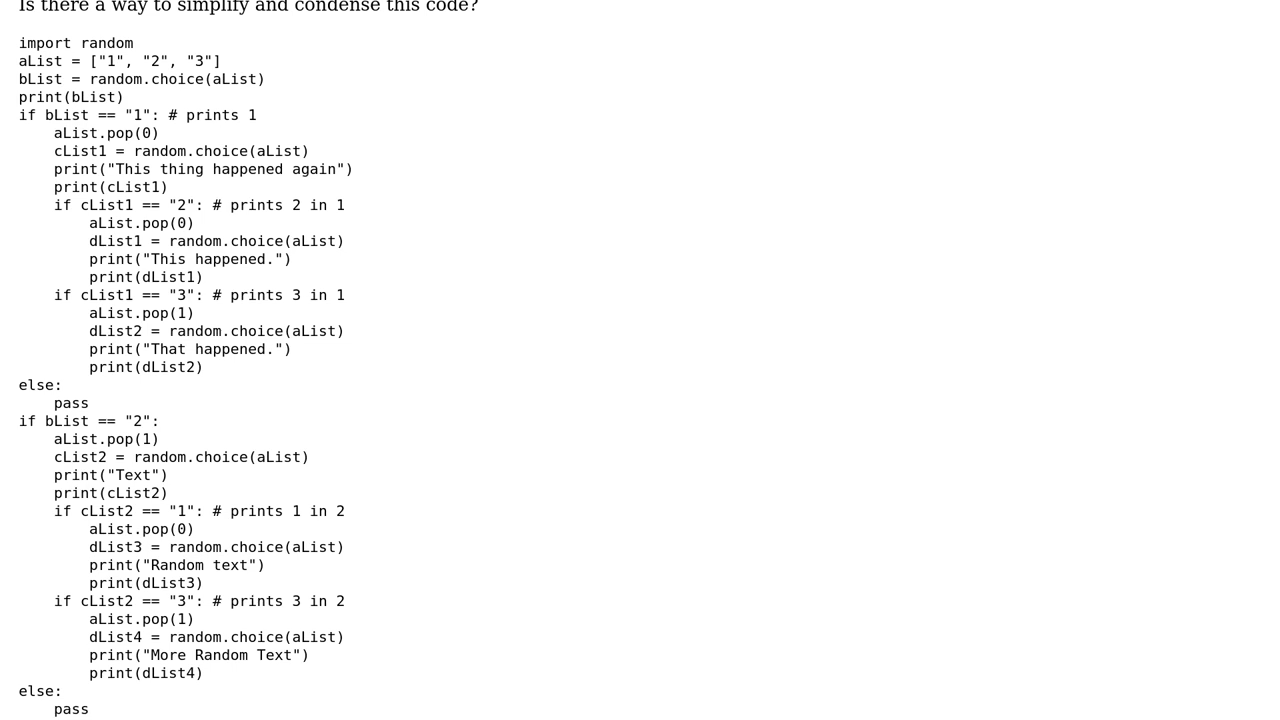 Is there a way to simplify and condense this code?
import random
aList = ["1", "2", "3"]
bList = random.choice(aList)
print(bList)
if bList == "1": # prints 1
    aList.pop(0)
    cList1 = random.choice(aList)
    print("This thing happened again")
    print(cList1)
    if cList1 == "2": # prints 2 in 1
        aList.pop(0)
        dList1 = random.choice(aList)
        print("This happened.")
        print(dList1)
    if cList1 == "3": # prints 3 in 1
        aList.pop(1)
        dList2 = random.choice(aList)
        print("That happened.")
        print(dList2)
else:
    pass
if bList == "2":
    aList.pop(1)
    cList2 = random.choice(aList)
    print("Text")
    print(cList2)
    if cList2 == "1": # prints 1 in 2
        aList.pop(0)
        dList3 = random.choice(aList)
        print("Random text")
        print(dList3)
    if cList2 == "3": # prints 3 in 2
        aList.pop(1)
        dList4 = random.choice(aList)
        print("More Random Text")
        print(dList4)
else:
    pass